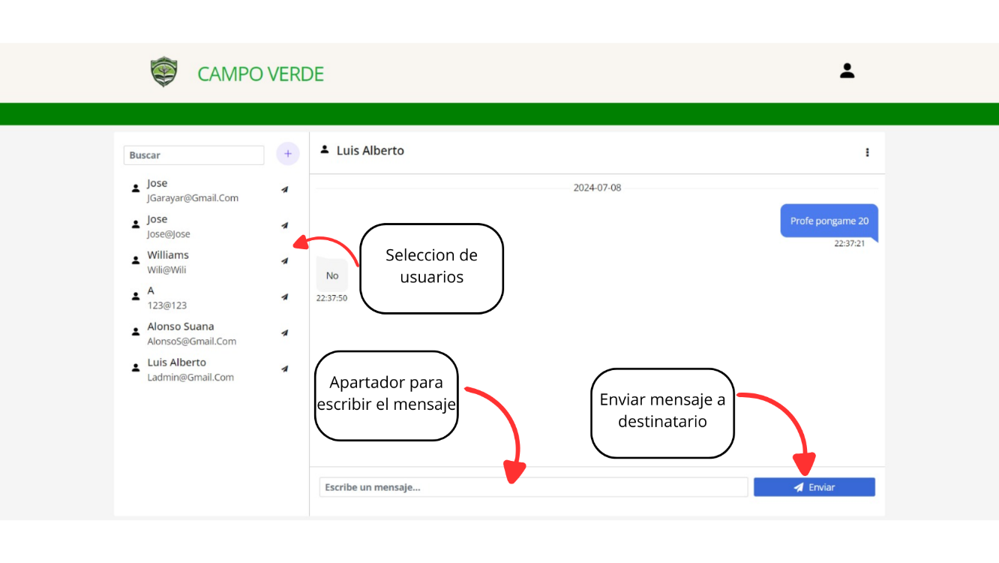 CAMPO VERDE
Buscar
+
Jose
JGarayar@Gmail.Com
Jose
Jose@Jose
Williams
Wili@Wili
A
123@123
Alonso Suana
AlonsoS@Gmail.Com
Luis Alberto
Ladmin@Gmail.Com
Luis Alberto
2024-07-08
Profe pongame 20
22:37:21
No
22:37:50
Seleccion de
usuarios
Apartador para
escribir el mensaje
Enviar mensaje a
destinatario
Escribe un mensaje...
Enviar